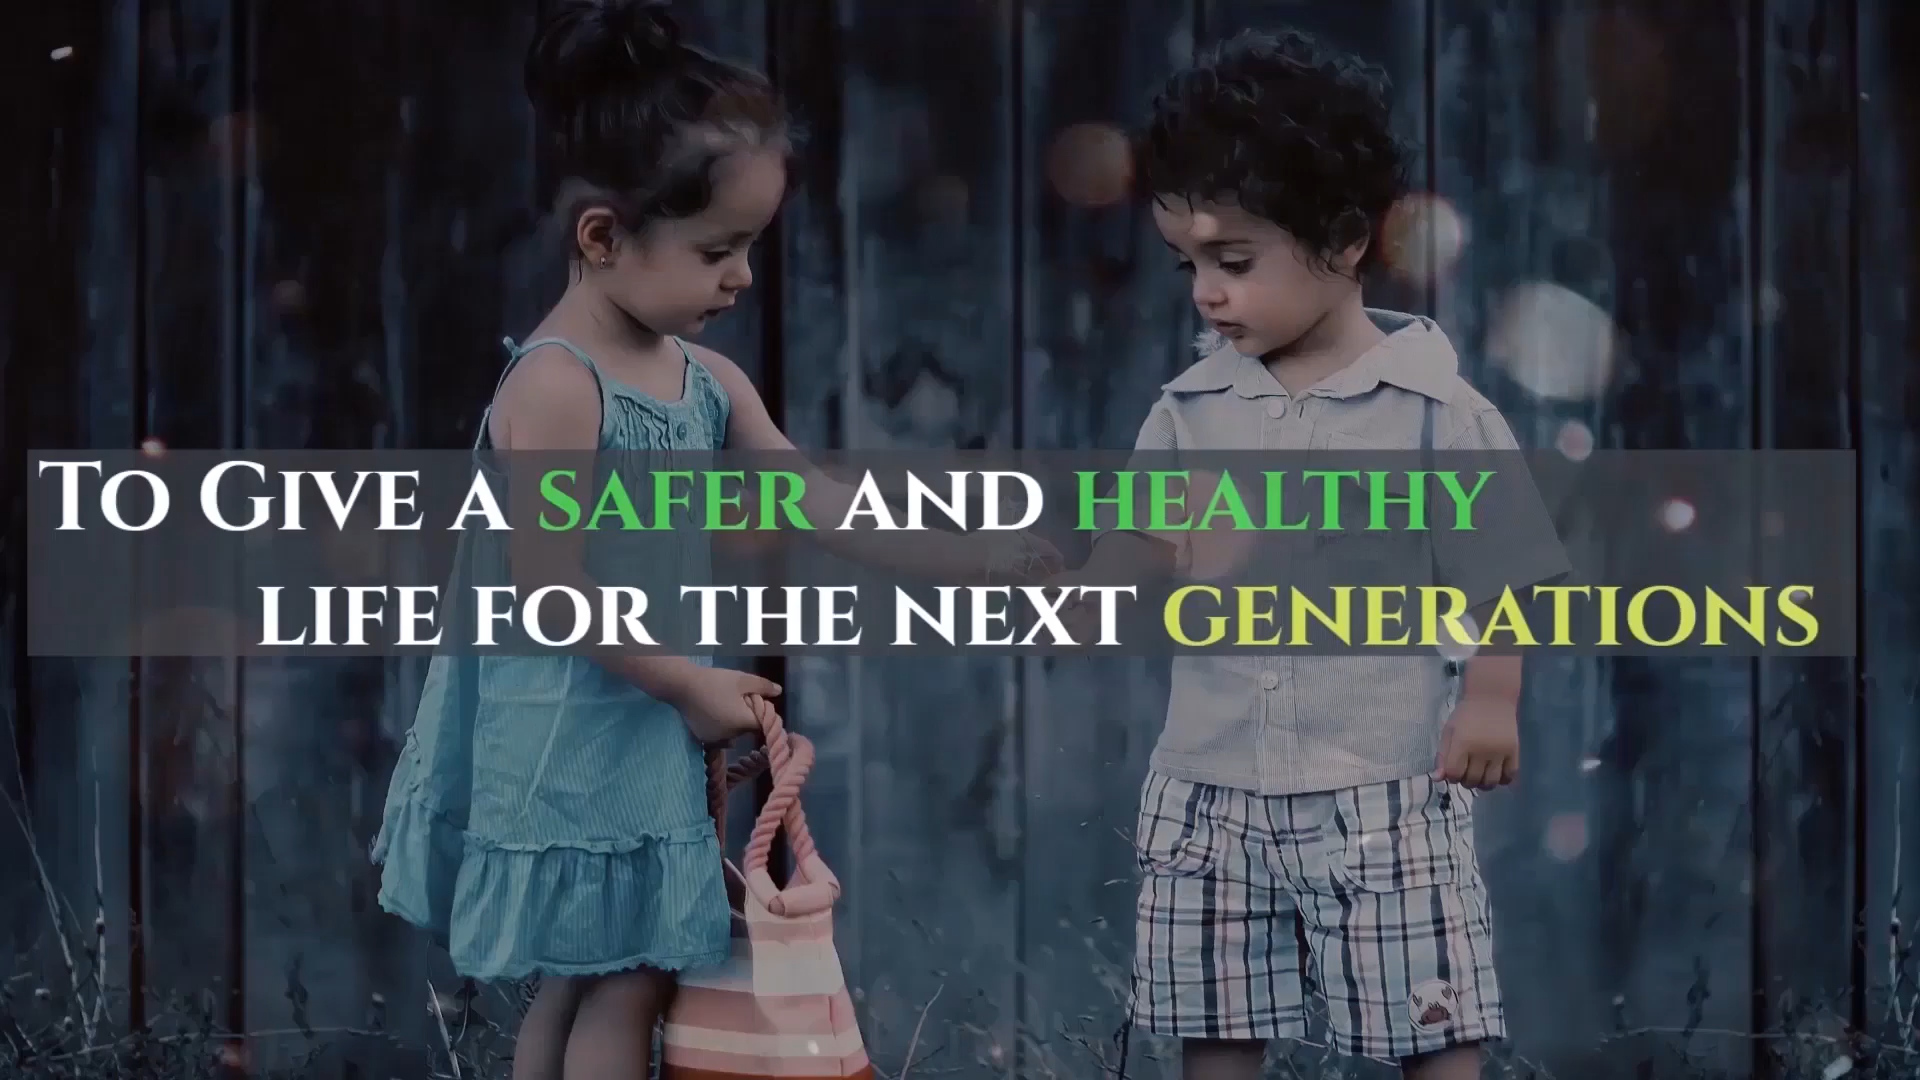 To Give a safer and healthy
life for the next generations